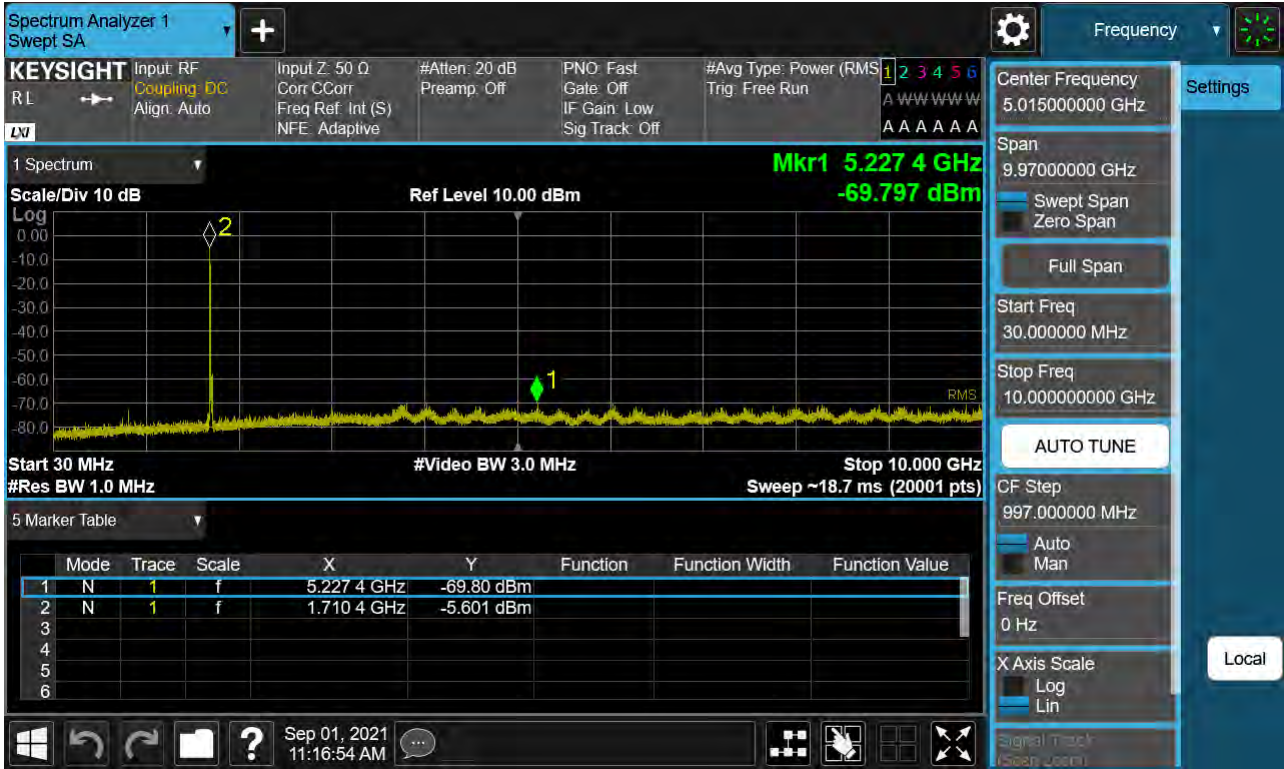 Spectrum Analyzer 1
Swept SA
+
Frequency
KEYSIGHT
R L
LXI
Input: RF
Coupling: DC
Align: Auto
Input Z: 50 Ω
Corr CCorr
Freq Ref: Int (S)
NFE: Adaptive
#Atten: 20 dB
Preamp: Off
PNO: Fast
Gate: Off
IF Gain: Low
Sig Track: Off
#Avg Type: Power (RMS
Trig: Free Run
1 2 3 4 5 6
A W W W W W
A A A A A A
1 Spectrum
Scale/Div 10 dB
Ref Level 10.00 dBm
Mkr1 5.227 4 GHz
-69.797 dBm
Log
0.00
-10.0
-20.0
-30.0
-40.0
-50.0
-60.0
-70.0
-80.0
2
1
RMS
Start 30 MHz
#Video BW 3.0 MHz
Stop 10.000 GHz
#Res BW 1.0 MHz
Sweep ~18.7 ms (20001 pts)
5 Marker Table
Mode Trace Scale X Y Function Function Width Function Value
1 N 1 f 5.227 4 GHz -69.80 dBm
2 N 1 f 1.710 4 GHz -5.601 dBm
3
4
5
6
Center Frequency
5.015000000 GHz
Span
9.97000000 GHz
Swept Span
Zero Span
Full Span
Start Freq
30.000000 MHz
Stop Freq
10.000000000 GHz
AUTO TUNE
CF Step
997.000000 MHz
Auto
Man
Freq Offset
0 Hz
X Axis Scale
Log
Lin
Signal Track
(Span Zoom)
Settings
Local
?
Sep 01, 2021
11:16:54 AM